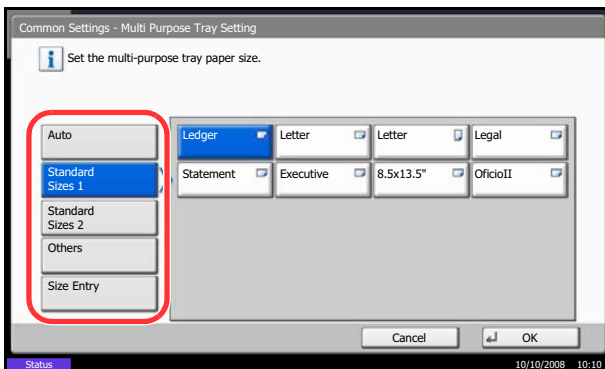 Common Settings - Multi Purpose Tray Setting
Set the multi-purpose tray paper size.
Auto
Standard
Sizes 1
Standard
Sizes 2
Others
Size Entry
Ledger
Letter
Letter
Legal
Statement
Executive
8.5x13.5"
OficioII
Cancel
OK
Status
10/10/2008 10:10